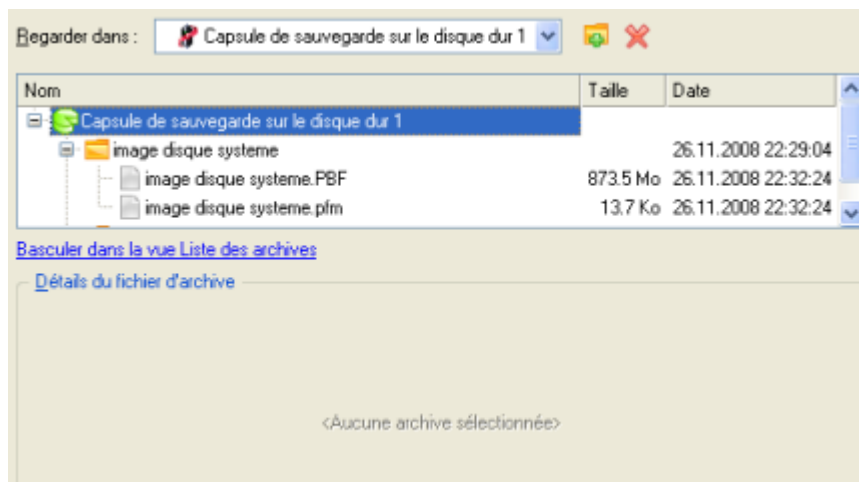 Regarder dans : Capsule de sauvegarde sur le disque dur 1
Nom Taille Date
Capsule de sauvegarde sur le disque dur 1
image disque systeme 26.11.2008 22:29:04
image disque systeme.PBF 873.5 Mo 26.11.2008 22:32:24
image disque systeme.pfm 13.7 Ko 26.11.2008 22:32:24
Basculer dans la vue Liste des archives
Détails du fichier d'archive
<Aucune archive sélectionnée>